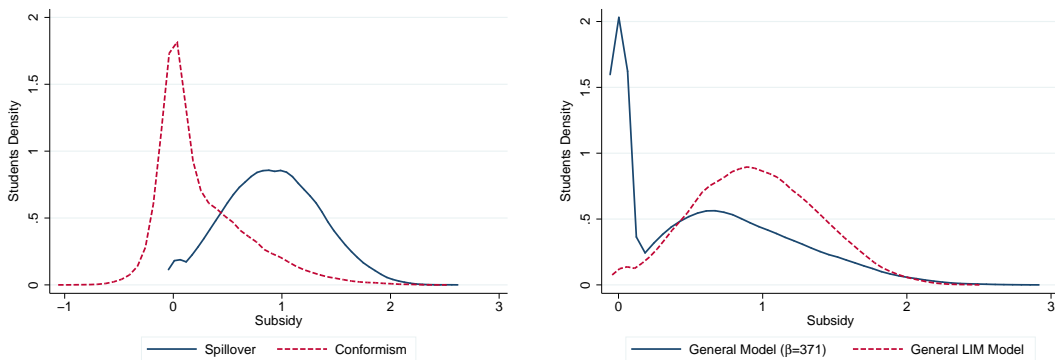 Students Density
2
1.5
1
.5
0
−1
0
1
2
3
Subsidy
Spillover
Conformism
Students Density
2
1.5
1
.5
0
0
1
2
3
Subsidy
General Model (β=371)
General LIM Model